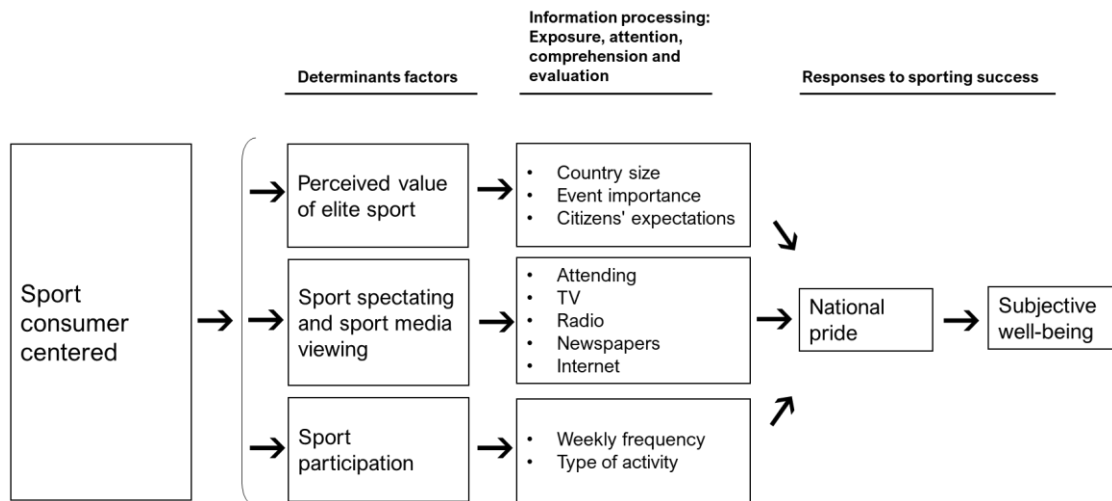 Information processing:
Exposure, attention,
comprehension and
evaluation
Determinants factors
Responses to sporting success
Sport
consumer
centered
Perceived value
of elite sport
• Country size
• Event importance
• Citizens' expectations
Sport spectating
and sport media
viewing
• Attending
• TV
• Radio
• Newspapers
• Internet
National
pride
Subjective
well-being
Sport
participation
• Weekly frequency
• Type of activity